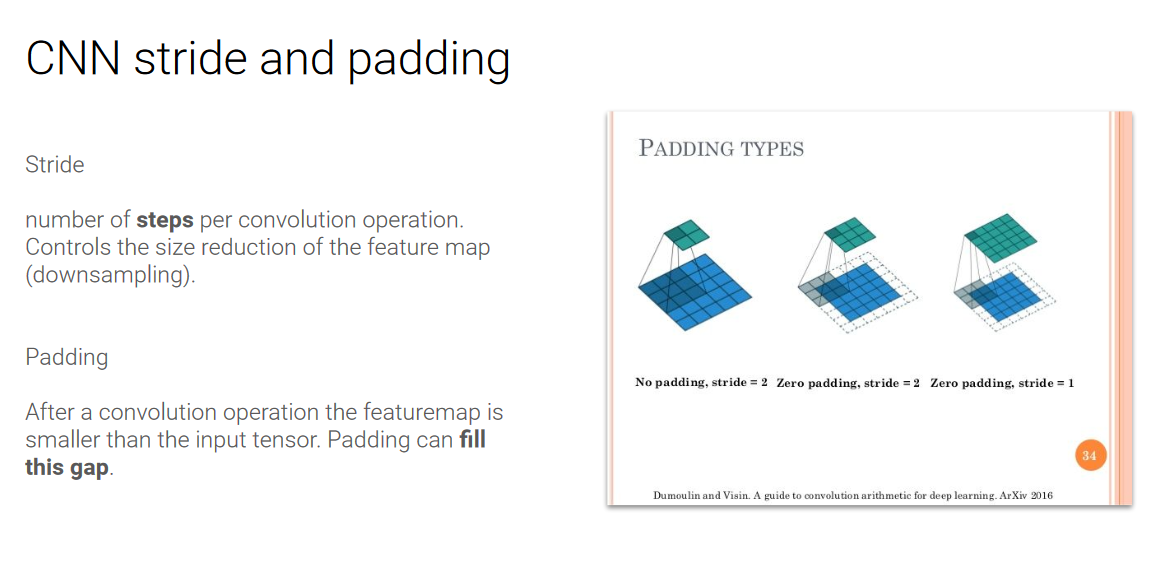 CNN stride and padding
Stride
number of steps per convolution operation.
Controls the size reduction of the feature map
(downsampling).
Padding
After a convolution operation the featuremap is
smaller than the input tensor. Padding can fill
this gap.
PADDING TYPES
No padding, stride = 2 Zero padding, stride = 2 Zero padding, stride = 1
34
Dumoulin and Visin. A guide to convolution arithmetic for deep learning. ArXiv 2016